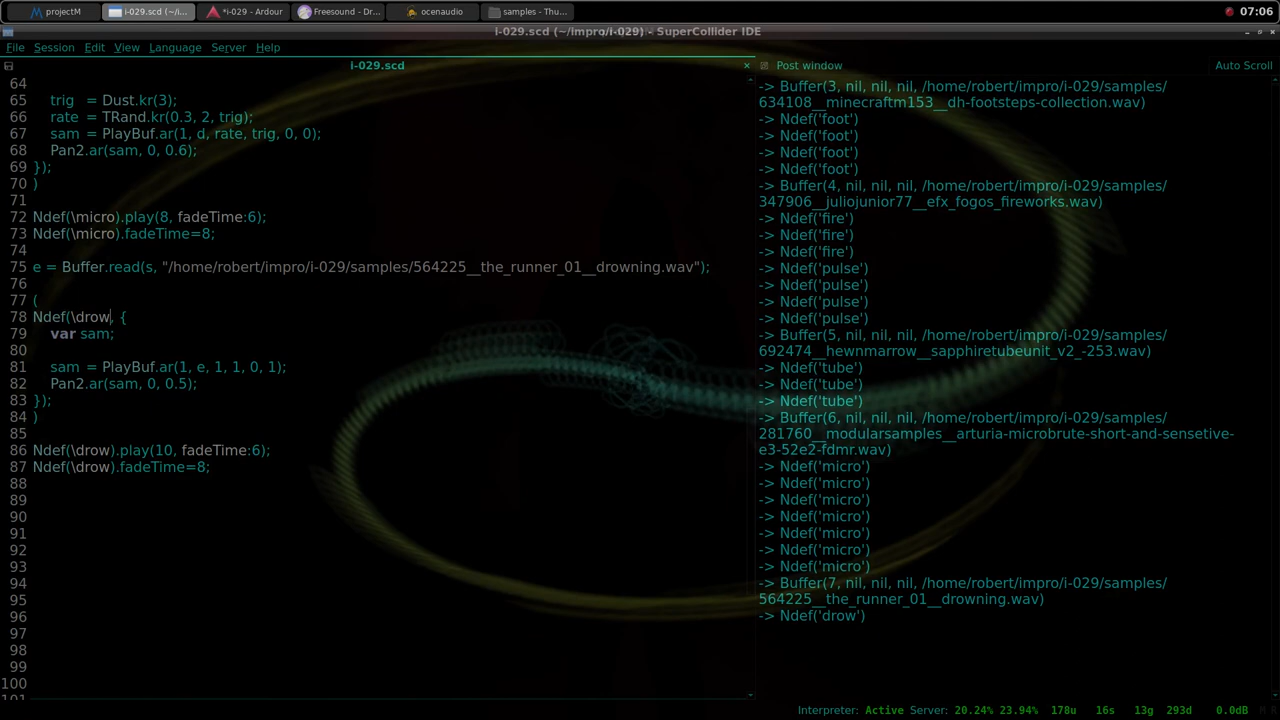 projectM
i-029.scd (~/i...
*i-029 - Ardour
Freesound - Dr...
ocenaudio
samples - Thu...
07:06
i-029.scd (~/impro/i-029) - SuperCollider IDE
File Session Edit View Language Server Help
i-029.scd
Post window
Auto Scroll
64
65 trig = Dust.kr(3);
66 rate = TRand.kr(0.3, 2, trig);
67 sam = PlayBuf.ar(1, d, rate, trig, 0, 0);
68 Pan2.ar(sam, 0, 0.6);
69 });
70 )
71
72 Ndef(\micro).play(8, fadeTime:6);
73 Ndef(\micro).fadeTime=8;
74
75 e = Buffer.read(s, "/home/robert/impro/i-029/samples/564225__the_runner_01__drowning.wav");
76
77 (
78 Ndef(\drow, {
79 var sam;
80
81 sam = PlayBuf.ar(1, e, 1, 1, 0, 1);
82 Pan2.ar(sam, 0, 0.5);
83 });
84 )
85
86 Ndef(\drow).play(10, fadeTime:6);
87 Ndef(\drow).fadeTime=8;
88
89
90
91
92
93
94
95
96
97
98
99
100
101
-> Buffer(3, nil, nil, nil, /home/robert/impro/i-029/samples/
634108__minecraftm153__dh-footsteps-collection.wav)
-> Ndef('foot')
-> Ndef('foot')
-> Ndef('foot')
-> Ndef('foot')
-> Buffer(4, nil, nil, nil, /home/robert/impro/i-029/samples/
347906__juliojunior77__efx_fogos_fireworks.wav)
-> Ndef('fire')
-> Ndef('fire')
-> Ndef('fire')
-> Ndef('pulse')
-> Ndef('pulse')
-> Ndef('pulse')
-> Ndef('pulse')
-> Buffer(5, nil, nil, nil, /home/robert/impro/i-029/samples/
692474__hewnmarrow__sapphiretubeunit_v2_-253.wav)
-> Ndef('tube')
-> Ndef('tube')
-> Ndef('tube')
-> Buffer(6, nil, nil, nil, /home/robert/impro/i-029/samples/
281760__modularsamples__arturia-microbrute-short-and-sensetive-
e3-52e2-fdmr.wav)
-> Ndef('micro')
-> Ndef('micro')
-> Ndef('micro')
-> Ndef('micro')
-> Ndef('micro')
-> Ndef('micro')
-> Ndef('micro')
-> Buffer(7, nil, nil, nil, /home/robert/impro/i-029/samples/
564225__the_runner_01__drowning.wav)
-> Ndef('drow')
Interpreter: Active Server: 20.24% 23.94% 178u 16s 13g 293d 0.0dB M R